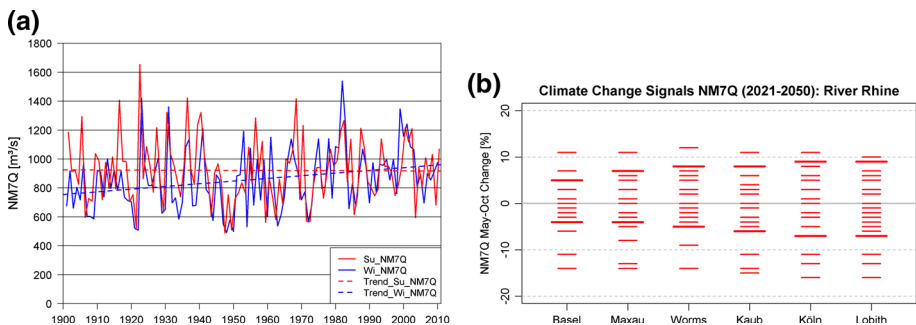 (a)
NM7Q [m³/s]
1800
1600
1400
1200
1000
800
600
400
200
0
1900 1910 1920 1930 1940 1950 1960 1970 1980 1990 2000 2010
Su_NM7Q
Wi_NM7Q
Trend_Su_NM7Q
Trend_Wi_NM7Q
(b)
Climate Change Signals NM7Q (2021-2050): River Rhine
NM7Q May-Oct Change [%]
20
10
0
-10
-20
Basel Maxau Worms Kaub Köln Lobith